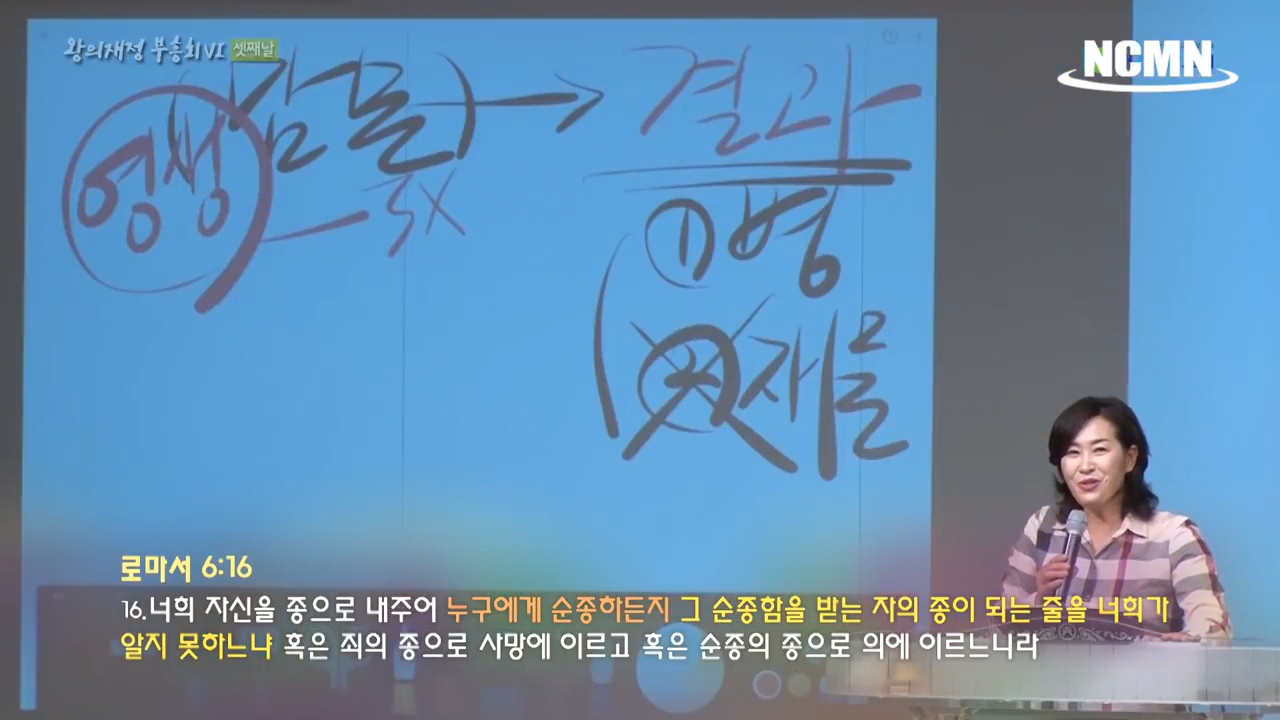 왕의재정 부흥회 VI 셋째날
NCMN
영생 결과
3X
① 병
재물
로마서 6:16
16.너희 자신을 종으로 내주어 누구에게 순종하든지 그 순종함을 받는 자의 종이 되는 줄을 너희가
알지 못하느냐 혹은 죄의 종으로 사망에 이르고 혹은 순종의 종으로 의에 이르느니라